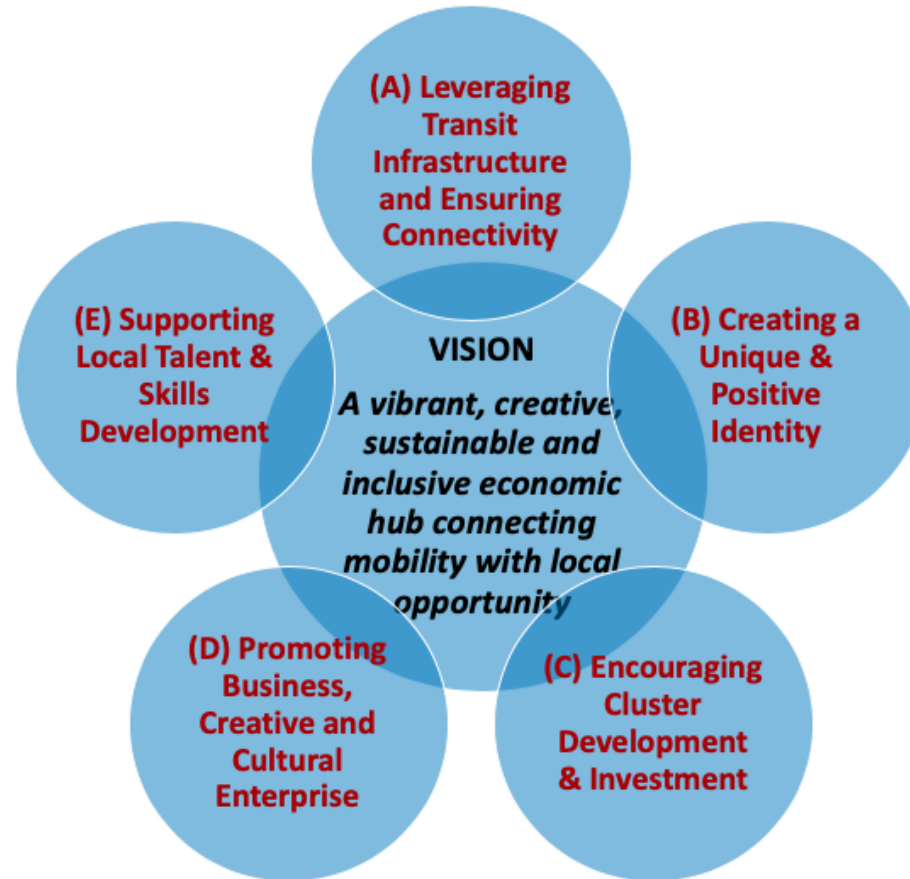 (A) Leveraging
Transit
Infrastructure
and Ensuring
Connectivity
(E) Supporting
Local Talent &
Skills
Development
(B) Creating a
Unique &
Positive
Identity
VISION
A vibrant, creative,
sustainable and
inclusive economic
hub connecting
mobility with local
opportunity
(D) Promoting
Business,
Creative and
Cultural
Enterprise
(C) Encouraging
Cluster
Development
& Investment